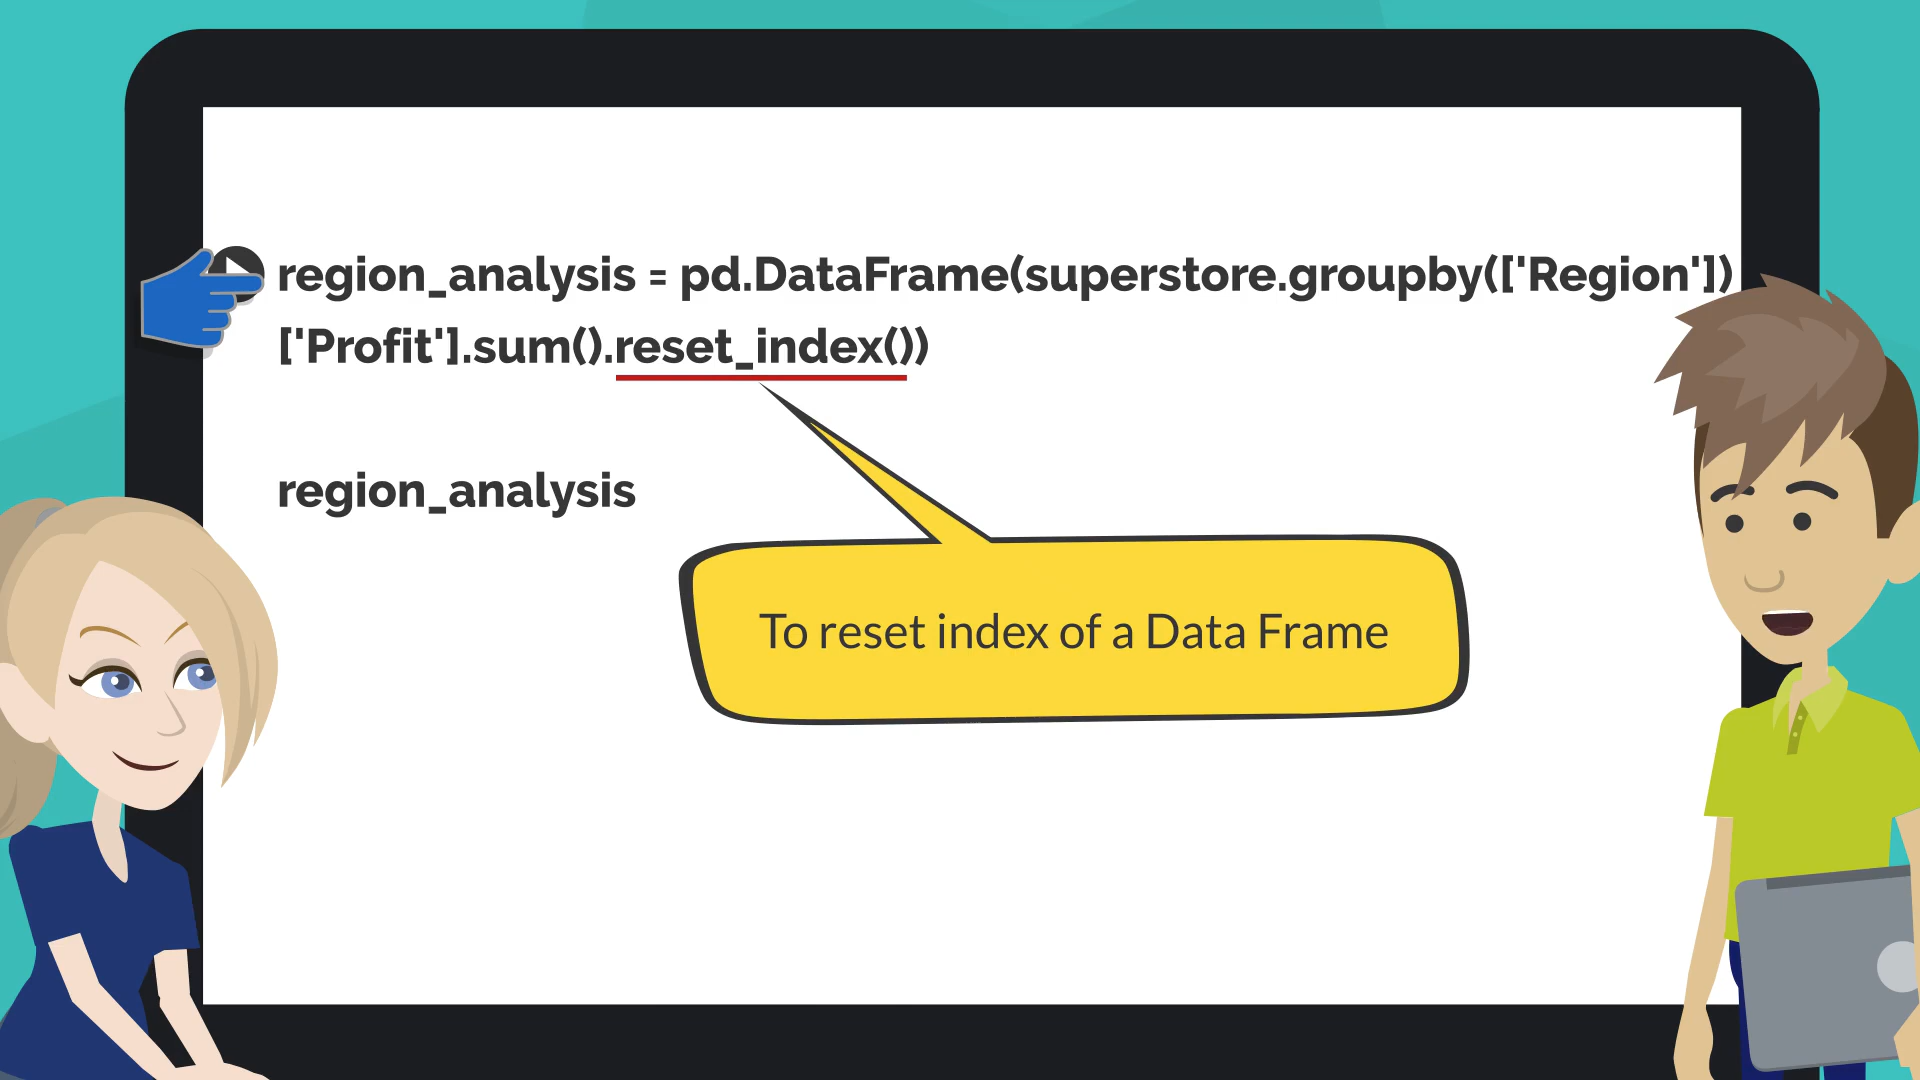 region_analysis = pd.DataFrame(superstore.groupby(['Region'])
['Profit'].sum().reset_index())
region_analysis
To reset index of a Data Frame